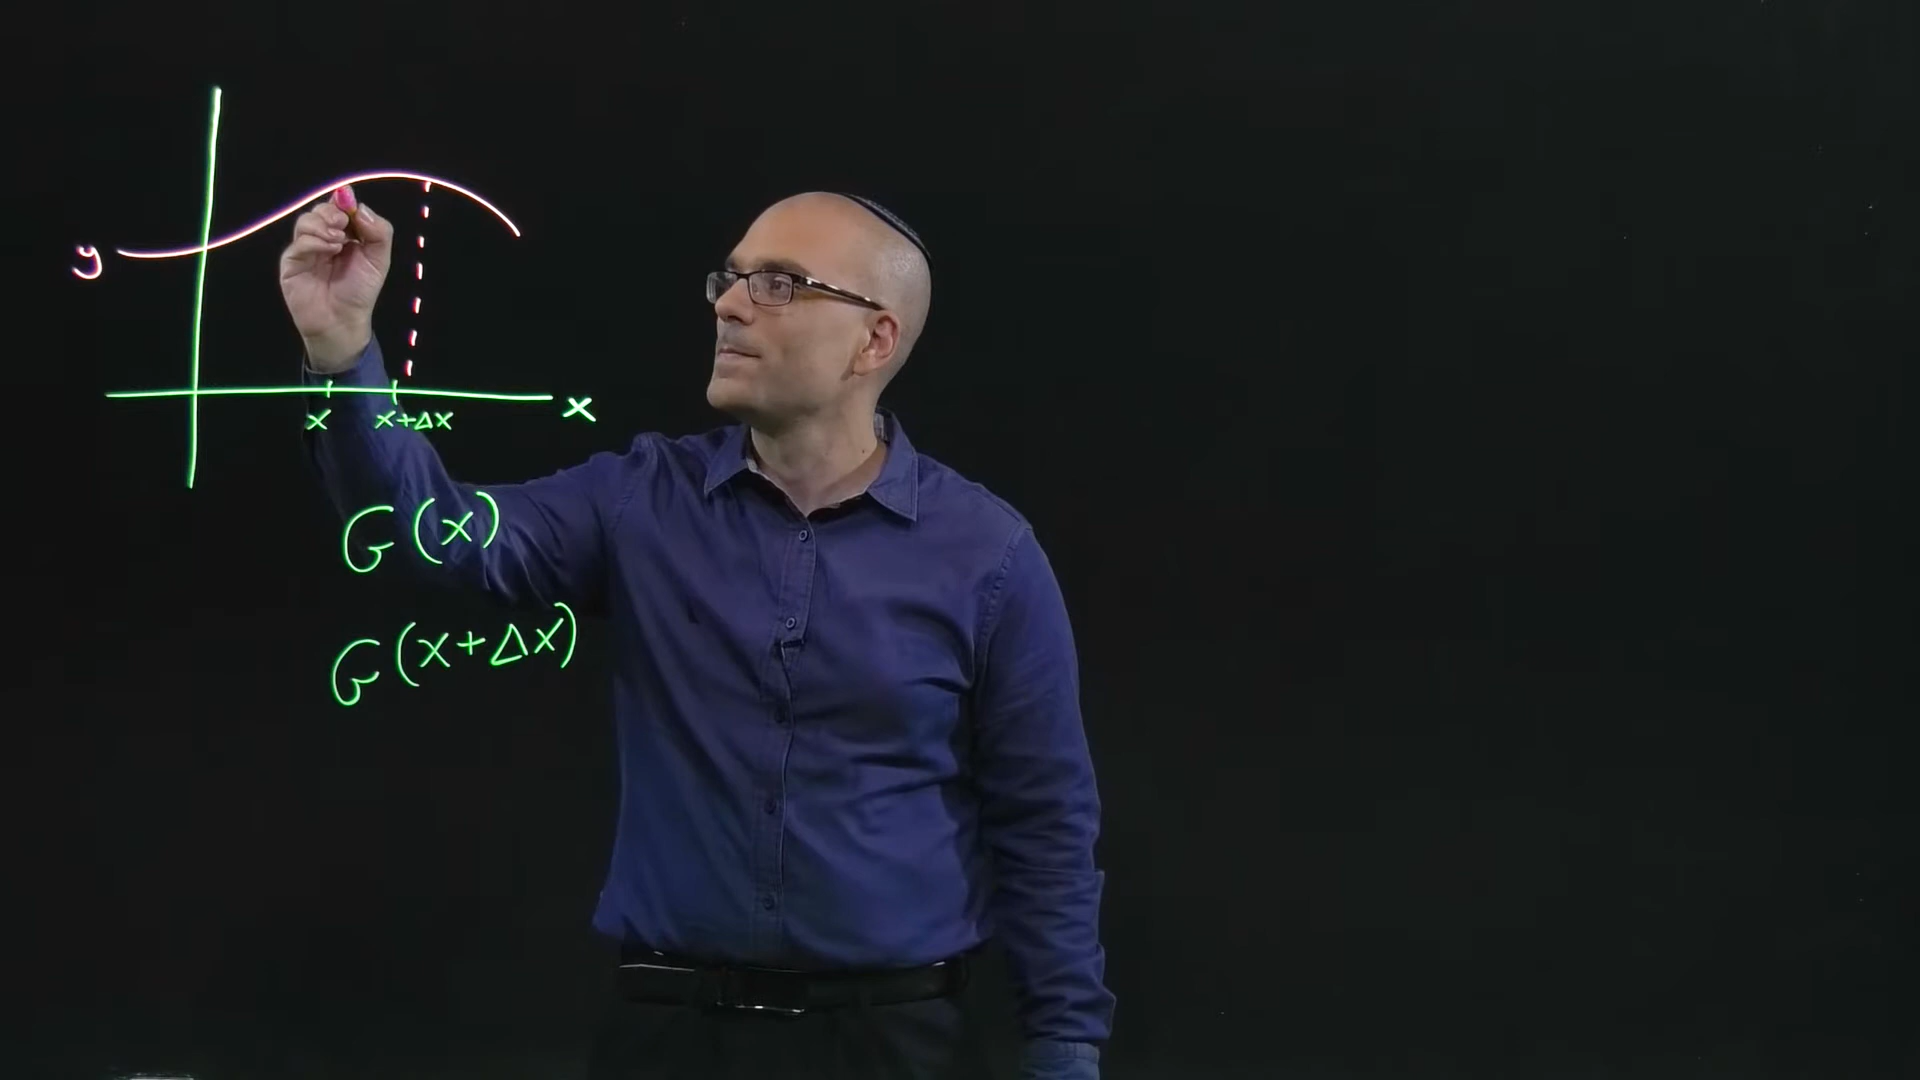 y
x
x+Δx
x
G(x)
G(x+Δx)